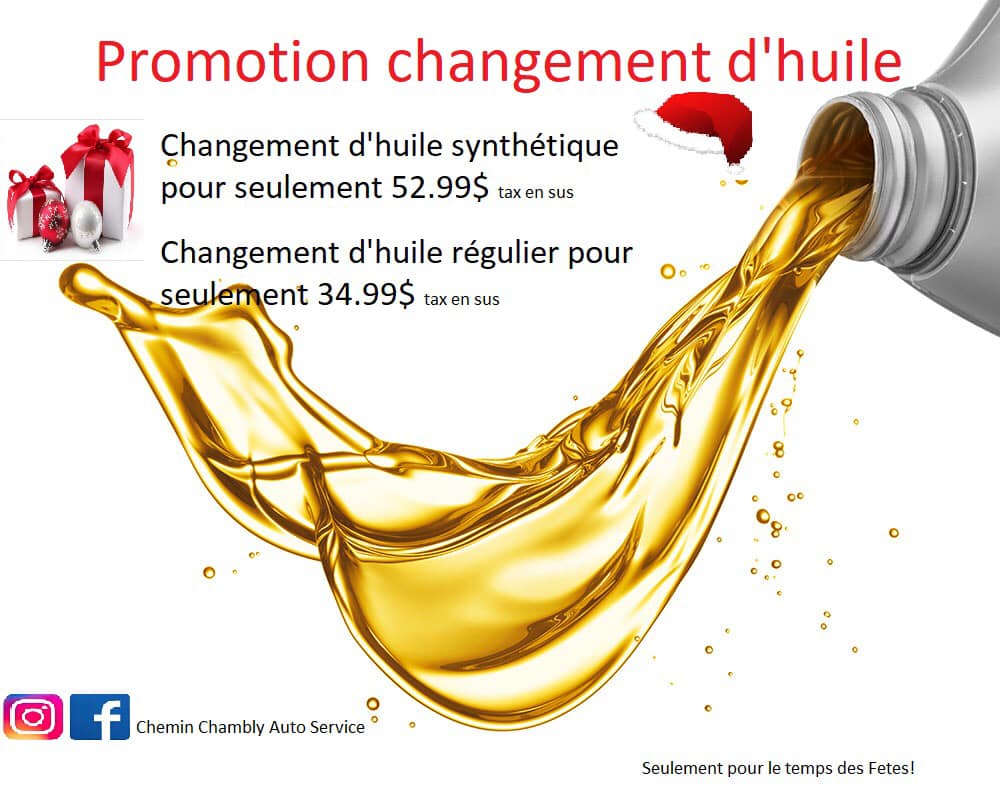 Promotion changement d'huile
Changement d'huile synthétique
pour seulement 52.99$ tax en sus
Changement d'huile régulier pour
seulement 34.99$ tax en sus
Chemin Chambly Auto Service
Seulement pour le temps des Fetes!